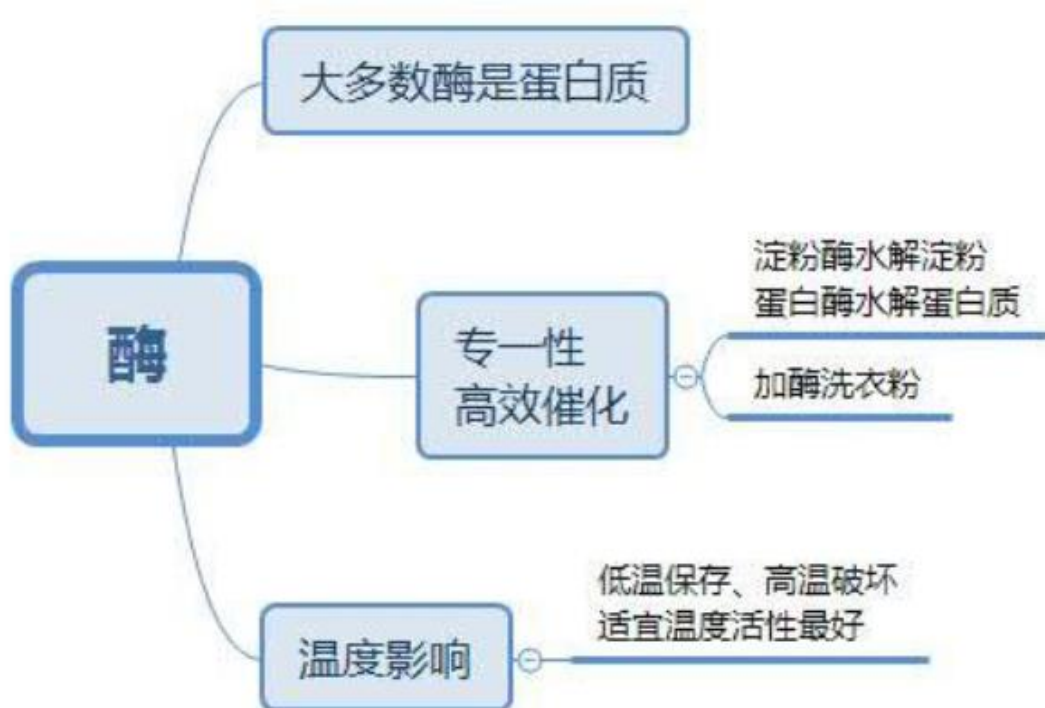 大多数酶是蛋白质
酶
专一性
高效催化
淀粉酶水解淀粉
蛋白酶水解蛋白质
加酶洗衣粉
温度影响
低温保存、高温破坏
适宜温度活性最好